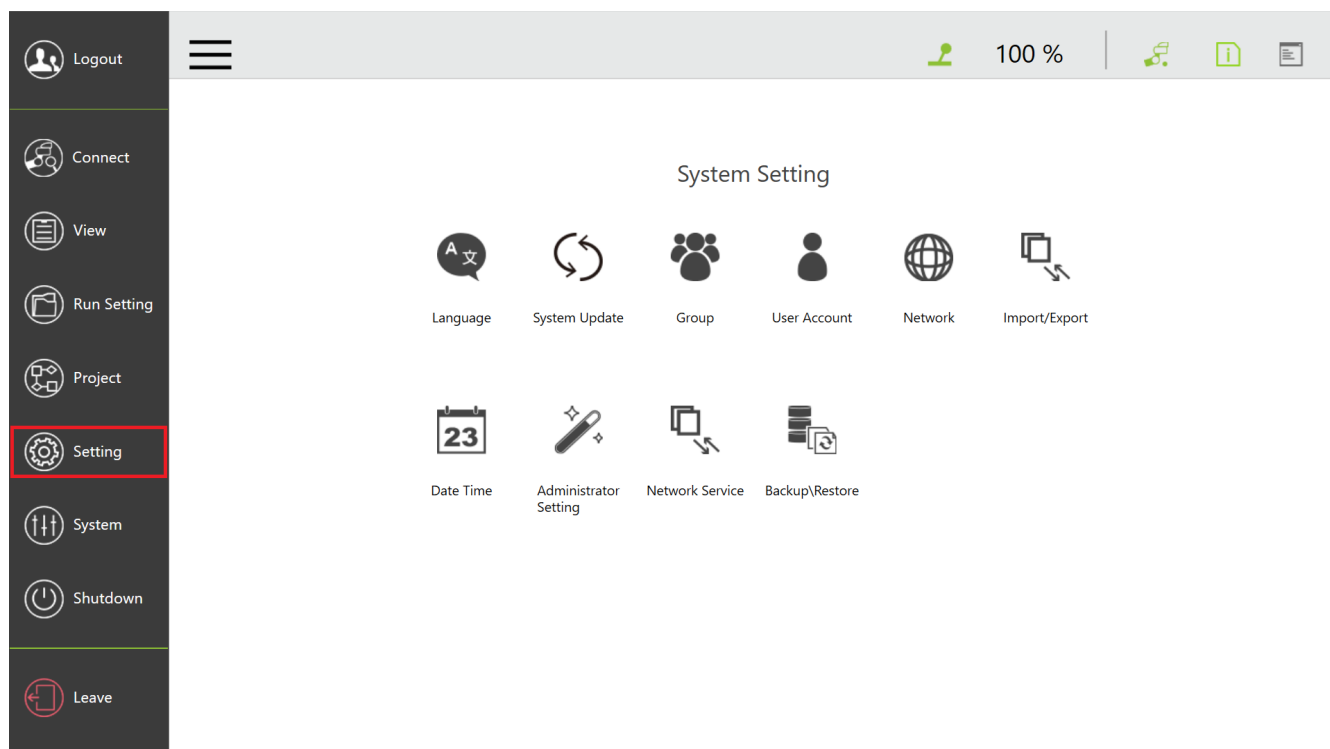 Logout
100 %
Connect
View
Run Setting
Project
Setting
System
Shutdown
Leave
System Setting
A 文
Language
System Update
Group
User Account
Network
Import/Export
23
Date Time
Administrator
Setting
Network Service
Backup\Restore